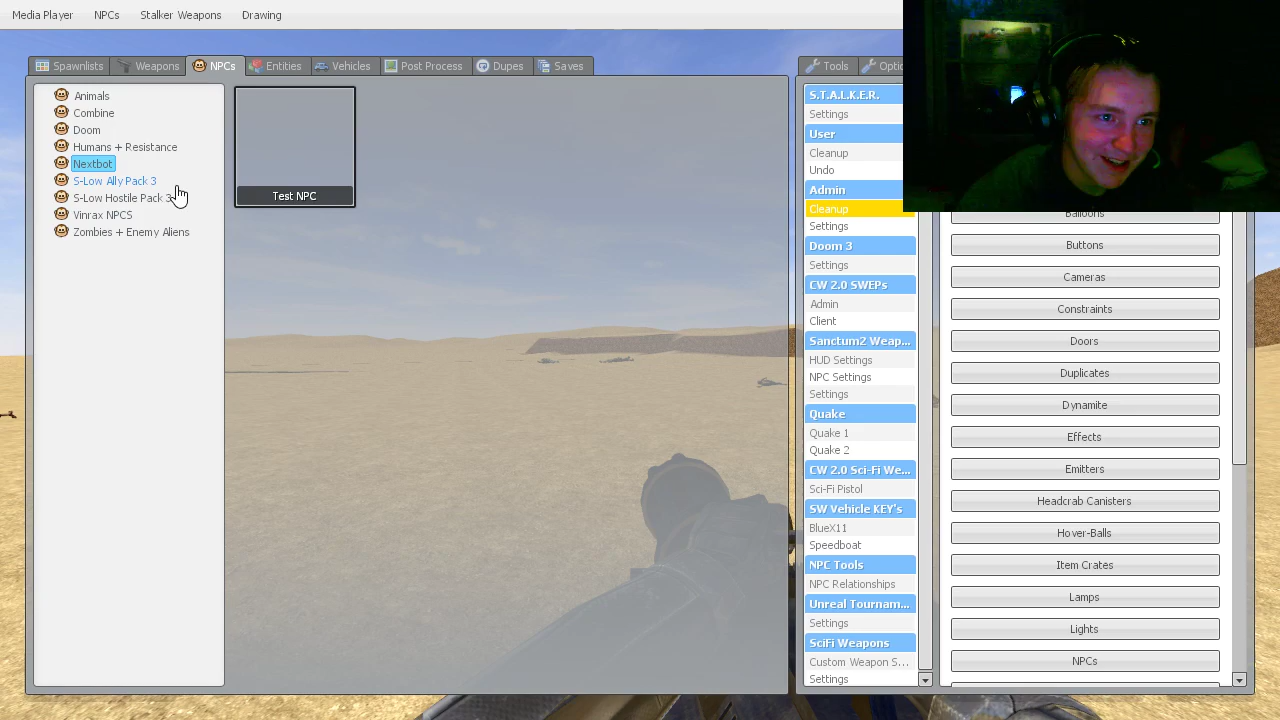 Media Player
NPCs
Stalker Weapons
Drawing
Spawnlists
Weapons
NPCs
Entities
Vehicles
Post Process
Dupes
Saves
Animals
Combine
Doom
Humans + Resistance
Nextbot
S-Low Ally Pack 3
S-Low Hostile Pack 3
Vinrax NPCS
Zombies + Enemy Aliens
Test NPC
Tools
S.T.A.L.K.E.R.
Settings
User
Cleanup
Undo
Admin
Cleanup
Settings
Doom 3
Settings
CW 2.0 SWEPs
Admin
Client
Sanctum2 Weap...
HUD Settings
NPC Settings
Settings
Quake
Quake 1
Quake 2
CW 2.0 Sci-Fi We...
Sci-Fi Pistol
SW Vehicle KEY's
BlueX11
Speedboat
NPC Tools
NPC Relationships
Unreal Tournam...
Settings
SciFi Weapons
Custom Weapon S...
Settings
Balloons
Buttons
Cameras
Constraints
Doors
Duplicates
Dynamite
Effects
Emitters
Headcrab Canisters
Hover-Balls
Item Crates
Lamps
Lights
NPCs